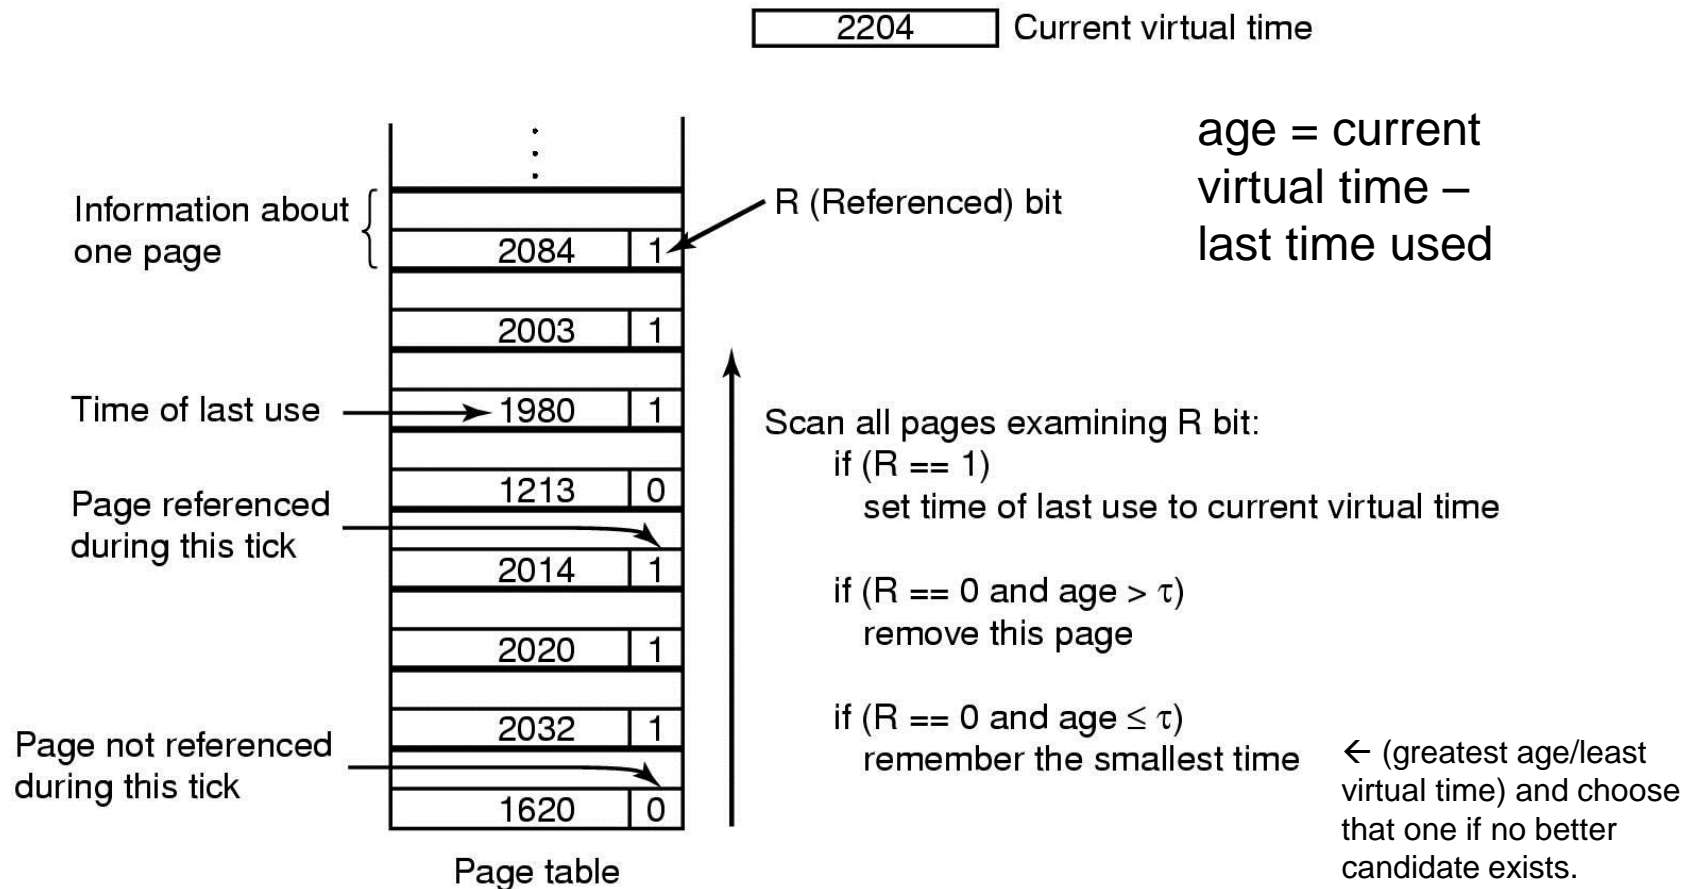 2204 Current virtual time
age = current
virtual time –
last time used
Information about
one page
R (Referenced) bit
2084 1
2003 1
Time of last use
1980 1
Scan all pages examining R bit:
if (R == 1)
set time of last use to current virtual time
1213 0
Page referenced
during this tick
2014 1
if (R == 0 and age > τ)
remove this page
2020 1
if (R == 0 and age ≤ τ)
remember the smallest time
2032 1
Page not referenced
during this tick
← (greatest age/least
virtual time) and choose
that one if no better
candidate exists.
1620 0
Page table